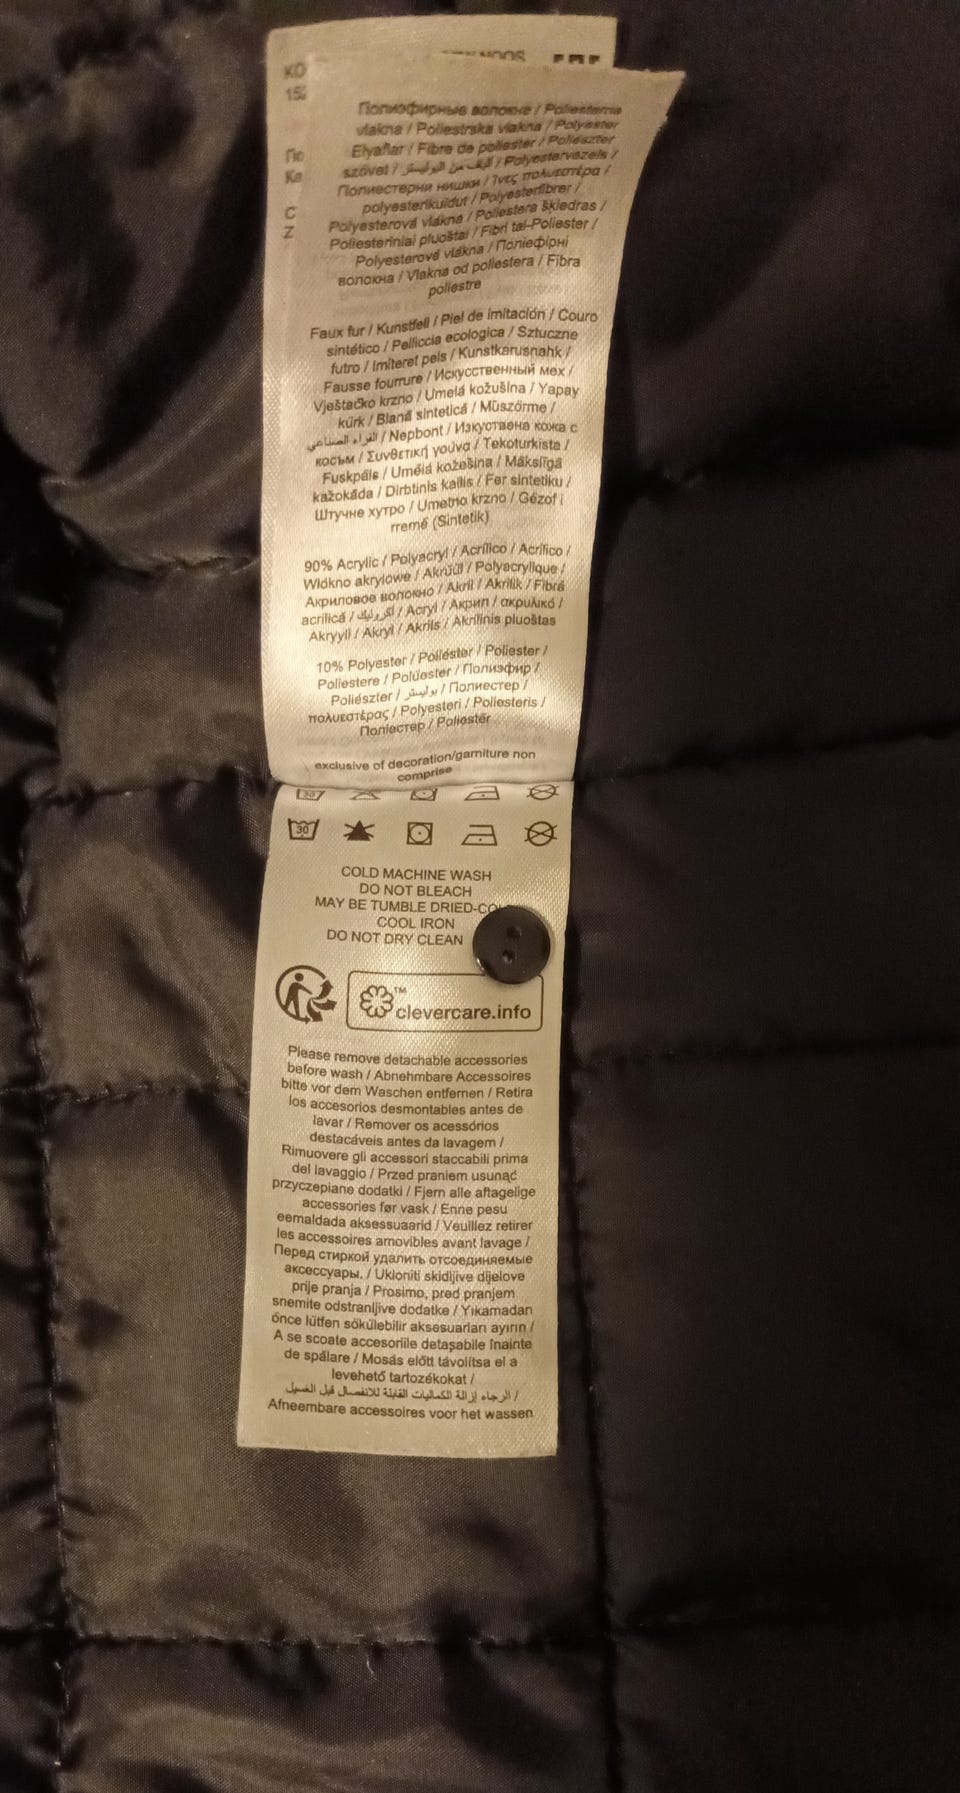 КО
15
По
Ка
С
Z
Полиэфирные волокне / Poliesterna
vlakna / Poliestrska vlakna / Polyester
Elyaflar / Fibre de poliester / Poliészter
szövet / ألياف من البوليستر / Polyestervezels /
Полиестерни нишки / Ίνες πολυεστέρα /
polyesterikuidut / Polyesterfibrer /
Polyesterová vlákna / Poliestera šķiedras /
Poliesteriniai pluoštai / Fibri tal-Poliester /
Polyesterové vlákna / Поліефірні
волокна / Vlakna od poliestera / Fibra
poliestre
Faux fur / Kunstfell / Piel de imitación / Couro
sintético / Pelliccia ecologica / Sztuczne
futro / Imiteret pels / Kunstkarusnahk /
Fausse fourrure / Искусственный мех /
Vještačko krzno / Umelá kožušina / Yapay
kürk / Blană sintetică / Müszőrme /
الفراء الصناعي / Nepbont / Изкуствена кожа с
косъм / Συνθετική γούνα / Tekoturkista /
Fuskpäls / Umělá kožešina / Mākslīgā
kažokāda / Dirbtinis kailis / Fer sintetiku /
Штучне хутро / Umetno krzno / Gëzof i
rremë (Sintetik)
90% Acrylic / Polyacryl / Acrílico / Acrifico /
Włókno akrylowe / Akrüül / Polyacrylique /
Акриловое волокно / Akril / Akrilik / Fibră
acrilică / أكريليك / Acryl / Акрил / ακρυλικό /
Akryyli / Akryl / Akrils / Akrilinis pluoštas
10% Polyester / Poliéster / Poliester /
Poliestere / Polüester / Полиэфир /
Poliészter / بوليستر / Полиестер /
πολυεστέρας / Polyesteri / Poliesteris /
Поліестер / Poliestër
exclusive of decoration/garniture non
comprise
30
30
COLD MACHINE WASH
DO NOT BLEACH
MAY BE TUMBLE DRIED-CO
COOL IRON
DO NOT DRY CLEAN
™
clevercare.info
Please remove detachable accessories
before wash / Abnehmbare Accessoires
bitte vor dem Waschen entfernen / Retira
los accesorios desmontables antes de
lavar / Remover os acessórios
destacáveis antes da lavagem /
Rimuovere gli accessori staccabili prima
del lavaggio / Przed praniem usunąć
przyczepiane dodatki / Fjern alle aftagelige
accessories før vask / Enne pesu
eemaldada aksessuaarid / Veuillez retirer
les accessoires amovibles avant lavage /
Перед стиркой удалить отсоединяемые
аксессуары. / Ukloniti skidljive dijelove
prije pranja / Prosimo, pred pranjem
snemite odstranljive dodatke / Yıkamadan
önce lütfen sökülebilir aksesuarları ayırın /
A se scoate accesoriile detașabile înainte
de spălare / Mosás előtt távolítsa el a
levehető tartozékokat /
الرجاء إزالة الكماليات القابلة للانفصال قبل الغسيل /
Afneembare accessoires voor het wassen